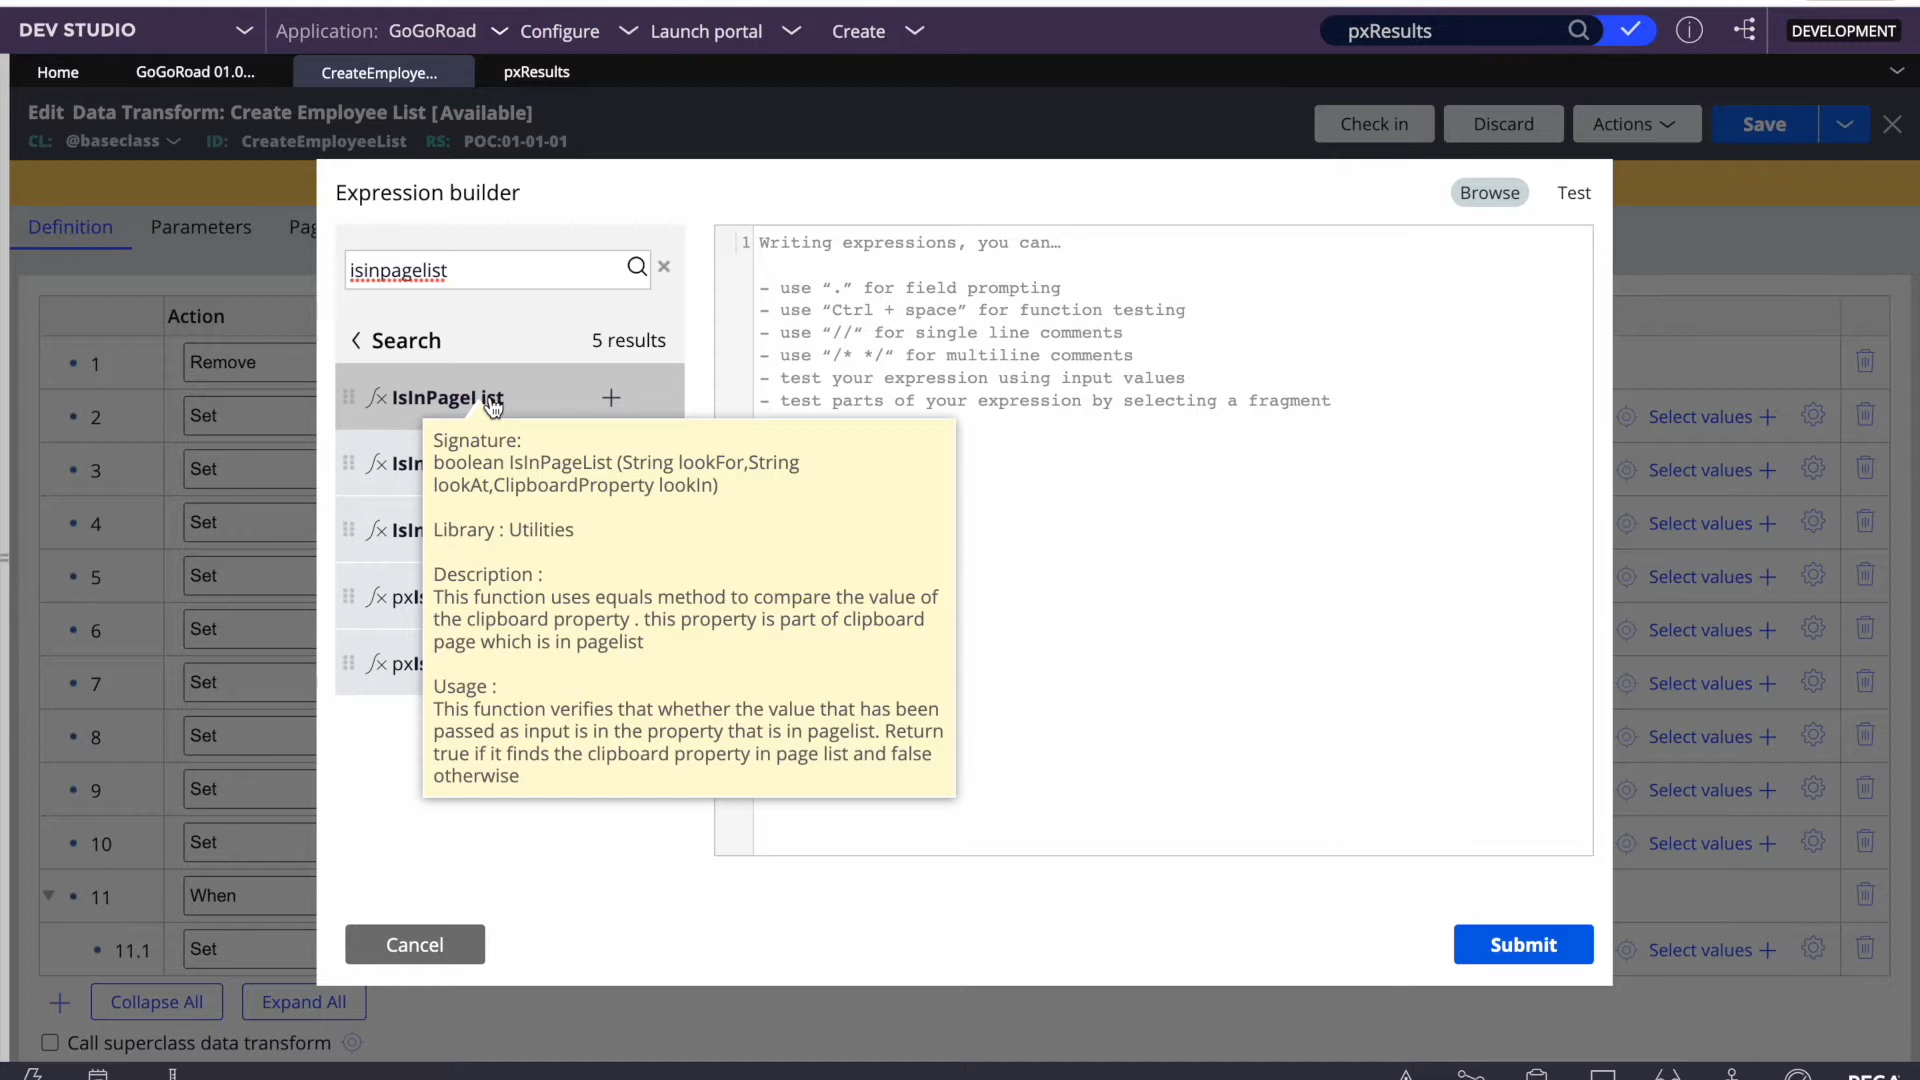 DEV STUDIO
Application: GoGoRoad
Configure
Launch portal
Create
pxResults
DEVELOPMENT
Home
GoGoRoad 01.0...
CreateEmploye...
pxResults
Edit Data Transform: Create Employee List [Available]
CL: @baseclass ID: CreateEmployeeList RS: POC:01-01-01
Check in
Discard
Actions
Save
Expression builder
Browse
Test
Definition
Parameters
Pag
isinpagelist
Search
5 results
fx IsInPageList
fx IsIn
fx IsIn
fx pxIs
fx pxIs
Signature:
boolean IsInPageList (String lookFor,String
lookAt,ClipboardProperty lookIn)
Library : Utilities
Description :
This function uses equals method to compare the value of
the clipboard property . this property is part of clipboard
page which is in pagelist
Usage :
This function verifies that whether the value that has been
passed as input is in the property that is in pagelist. Return
true if it finds the clipboard property in page list and false
otherwise
1 Writing expressions, you can…
- use “.” for field prompting
- use “Ctrl + space” for function testing
- use “//“ for single line comments
- use “/* */“ for multiline comments
- test your expression using input values
- test parts of your expression by selecting a fragment
Action
1 Remove
2 Set Select values
3 Set Select values
4 Set Select values
5 Set Select values
6 Set Select values
7 Set Select values
8 Set Select values
9 Set Select values
10 Set Select values
11 When
11.1 Set Select values
Cancel
Submit
Collapse All
Expand All
Call superclass data transform
PEGA